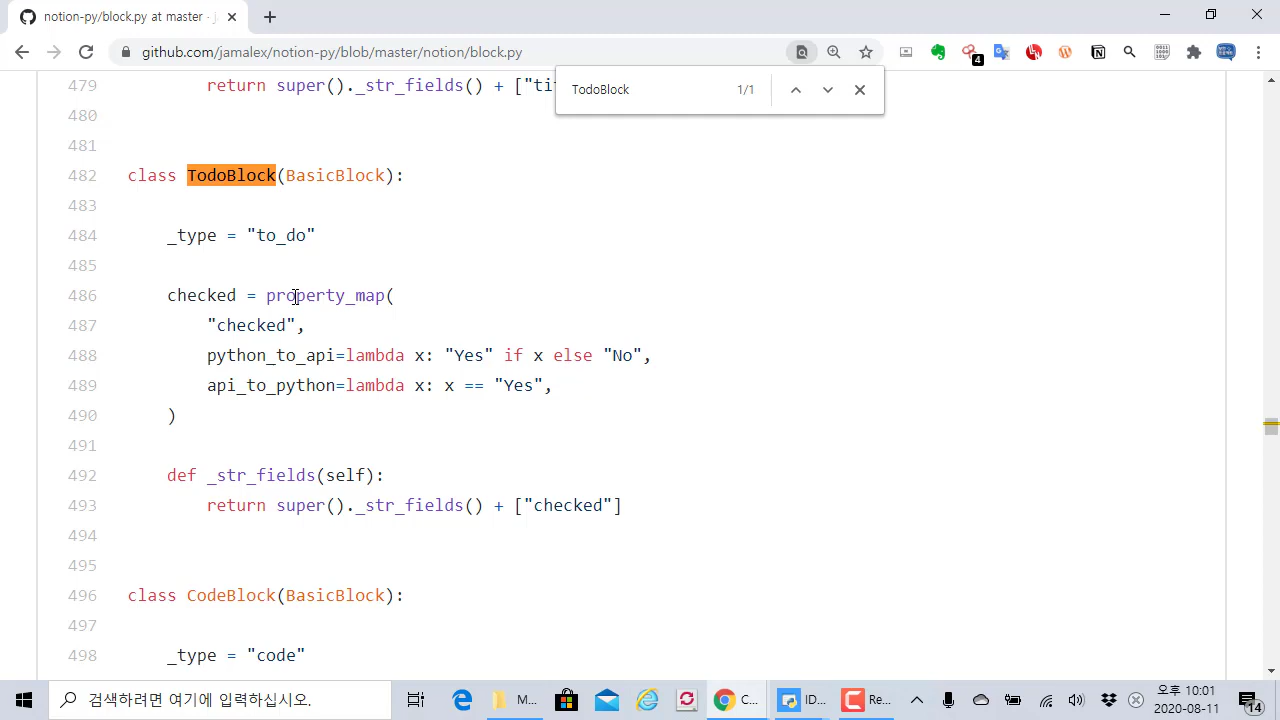 notion-py/block.py at master · j
github.com/jamalex/notion-py/blob/master/notion/block.py
4
TodoBlock 1/1
479 return super()._str_fields() + ["ti
480
481
482 class TodoBlock(BasicBlock):
483
484 _type = "to_do"
485
486 checked = property_map(
487 "checked",
488 python_to_api=lambda x: "Yes" if x else "No",
489 api_to_python=lambda x: x == "Yes",
490 )
491
492 def _str_fields(self):
493 return super()._str_fields() + ["checked"]
494
495
496 class CodeBlock(BasicBlock):
497
498 _type = "code"
검색하려면 여기에 입력하십시오.
M...
C...
ID...
Re...
오후 10:01
2020-08-11
14